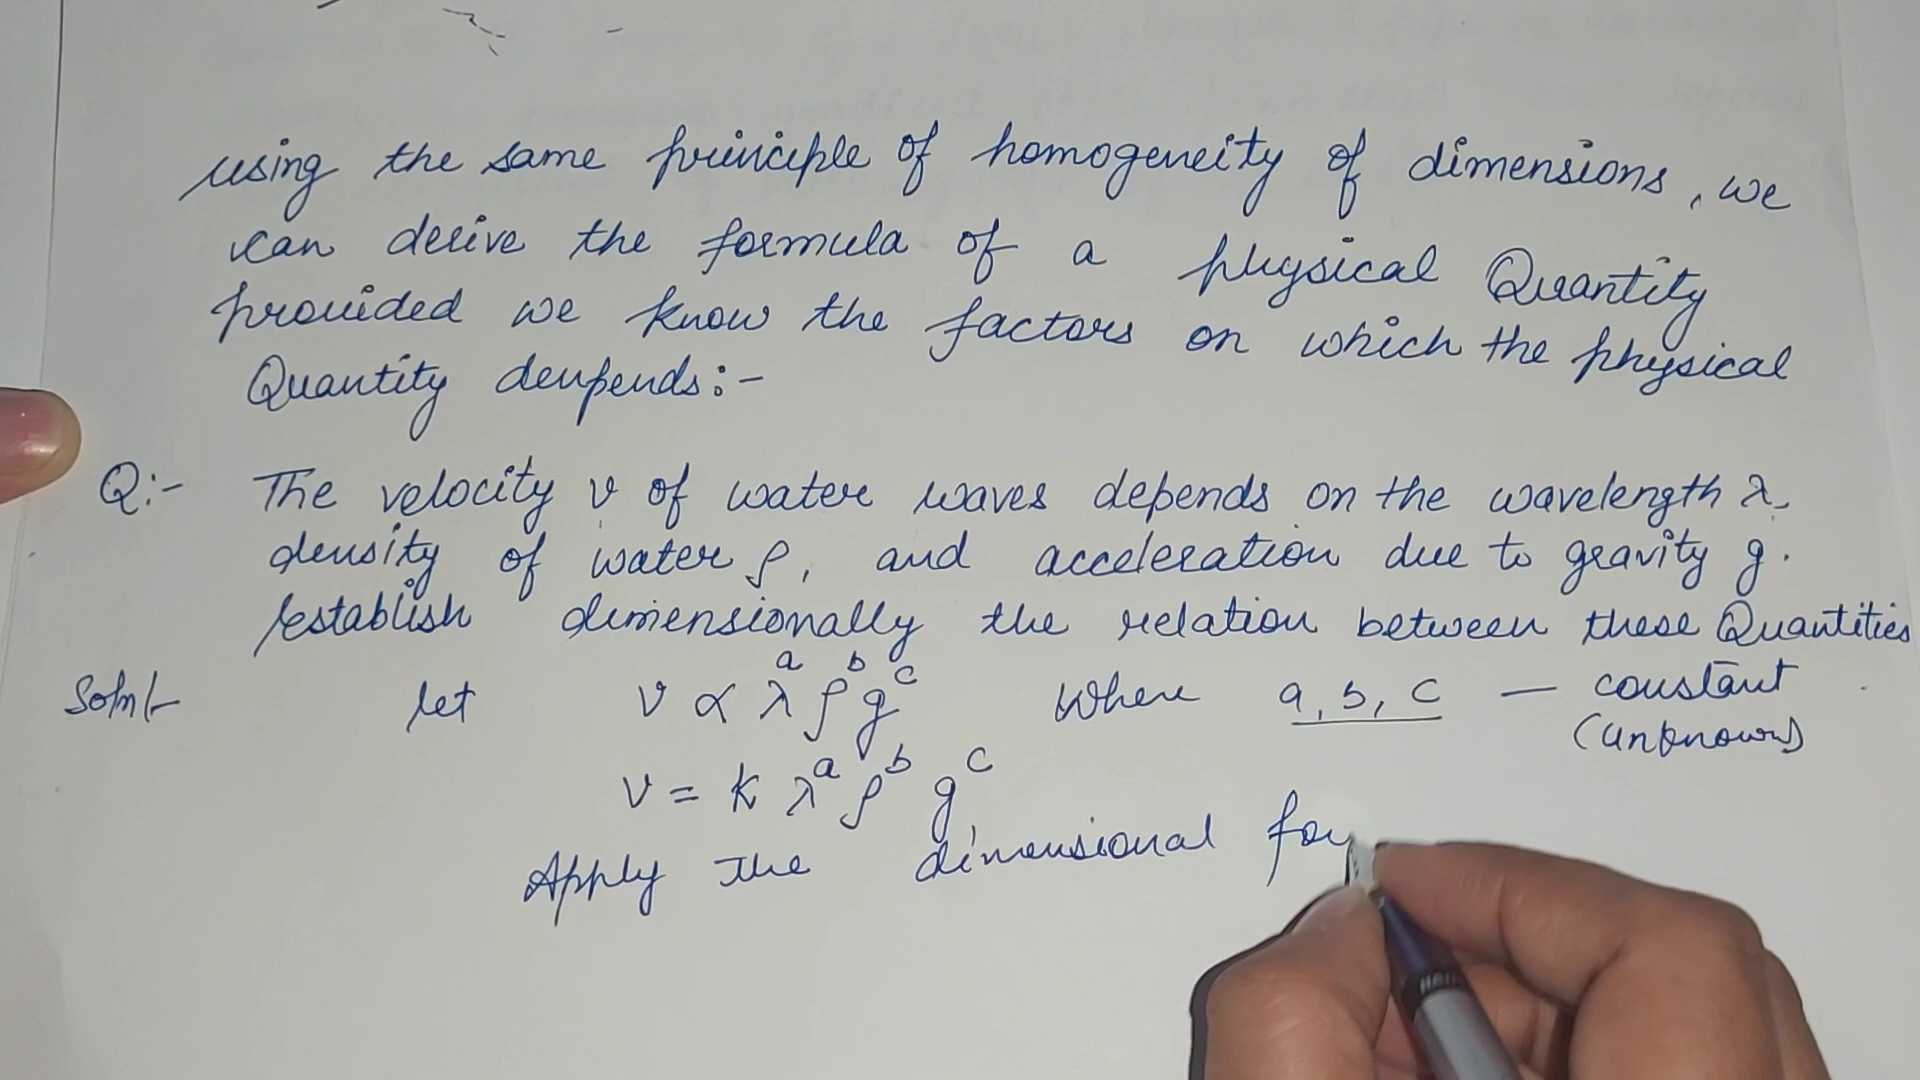 using the same principle of homogeneity of dimensions, we
can derive the formula of a physical Quantity
provided we know the factors on which the physical
Quantity depends:-
Q:- The velocity v of water waves depends on the wavelength λ,
density of water ρ, and acceleration due to gravity g.
establish dimensionally the relation between these Quantities
Soln:- let v ∝ λ^a ρ^b g^c where a, b, c — constant
(unknown)
v = k λ^a ρ^b g^c
Apply the dimensional